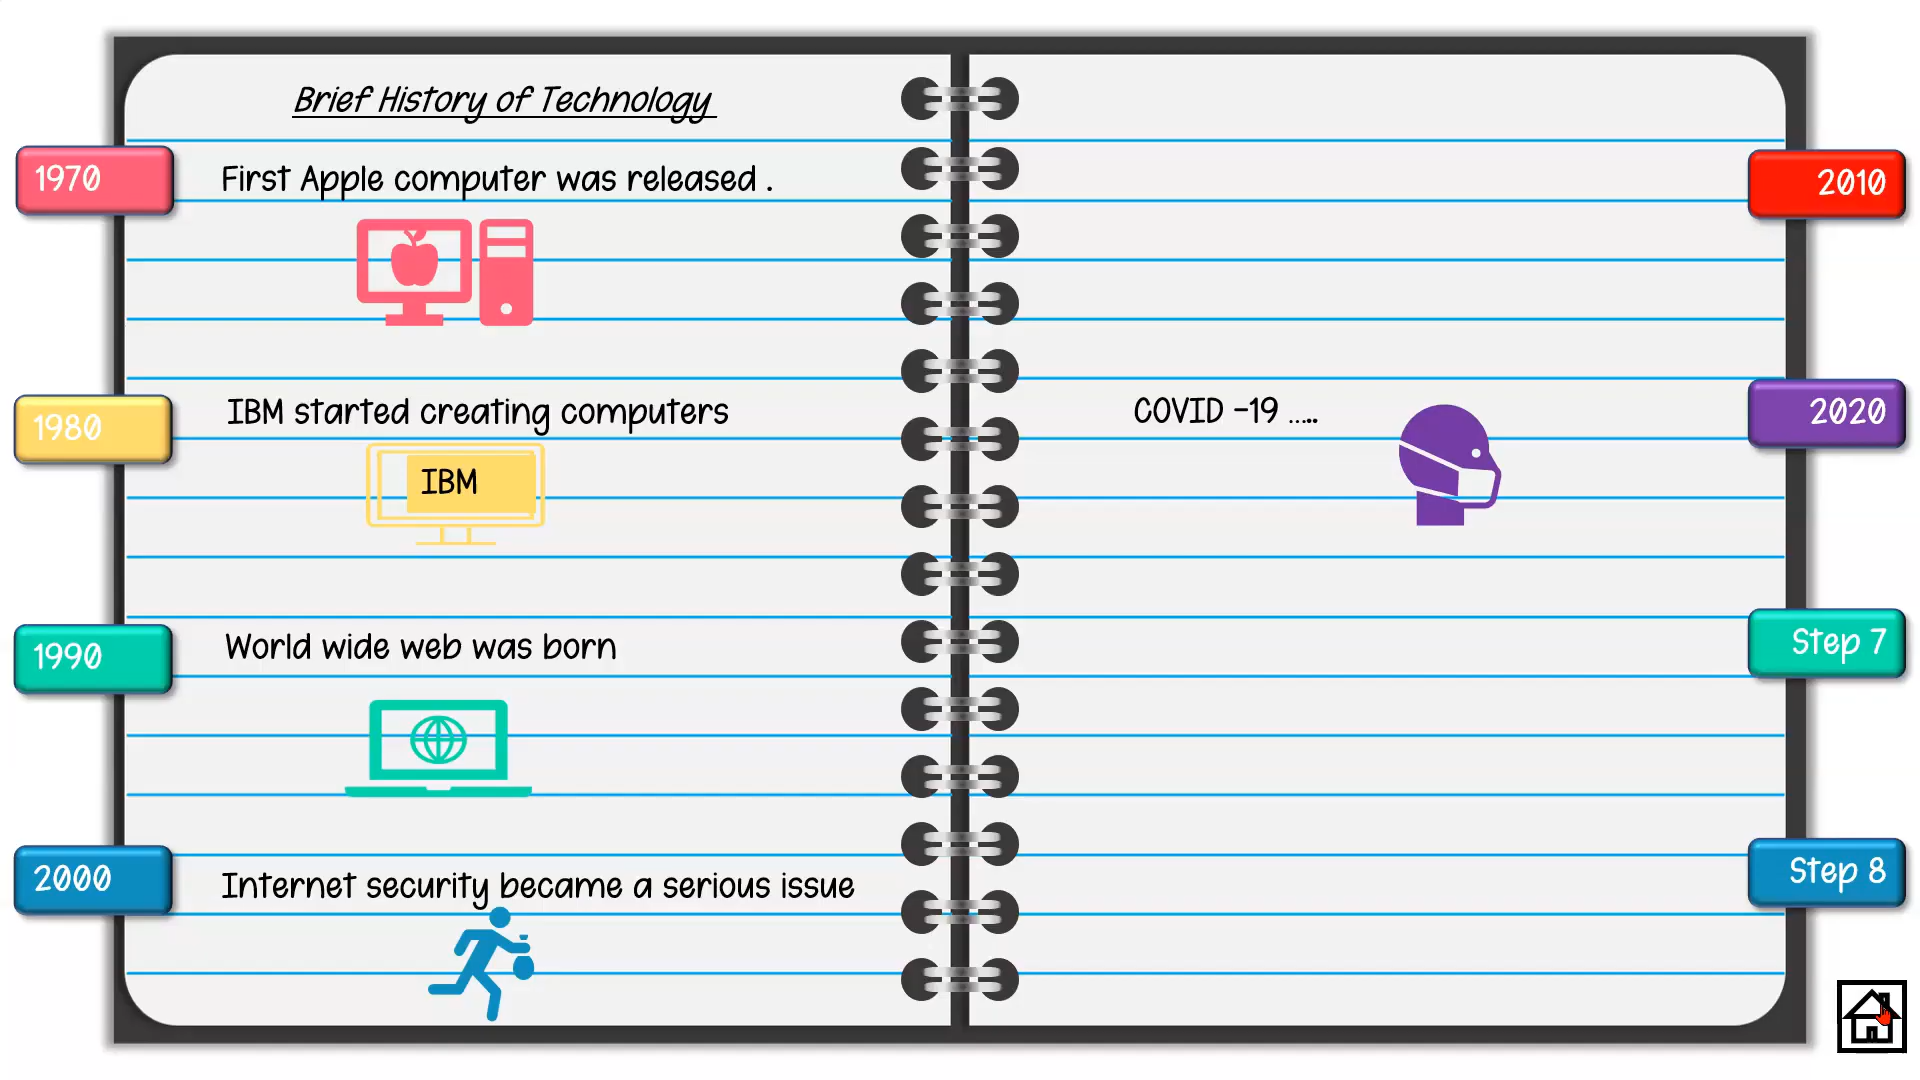 Brief History of Technology
1970
First Apple computer was released .
1980
IBM started creating computers
IBM
1990
World wide web was born
2000
Internet security became a serious issue
2010
2020
COVID -19 .....
Step 7
Step 8